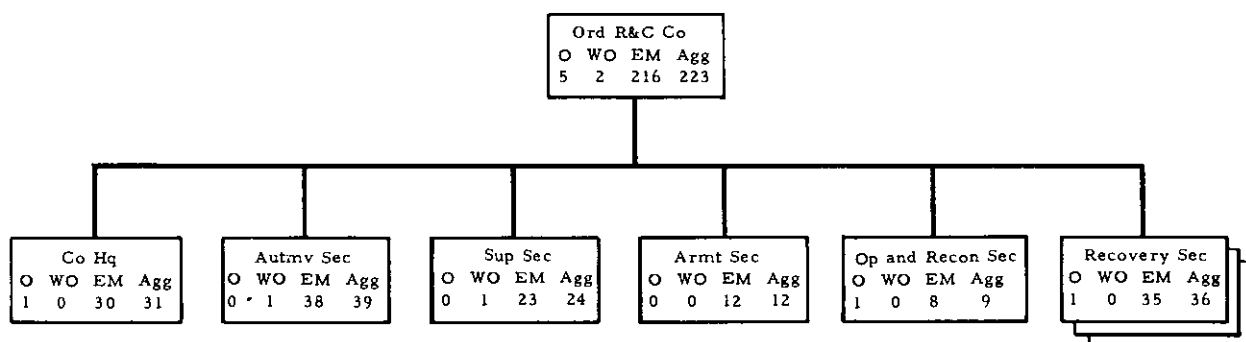 Ord R&C Co
O WO EM Agg
5 2 216 223
Co Hq
O WO EM Agg
1 0 30 31
Autmv Sec
O WO EM Agg
0 1 38 39
Sup Sec
O WO EM Agg
0 1 23 24
Armt Sec
O WO EM Agg
0 0 12 12
Op and Recon Sec
O WO EM Agg
1 0 8 9
Recovery Sec
O WO EM Agg
1 0 35 36